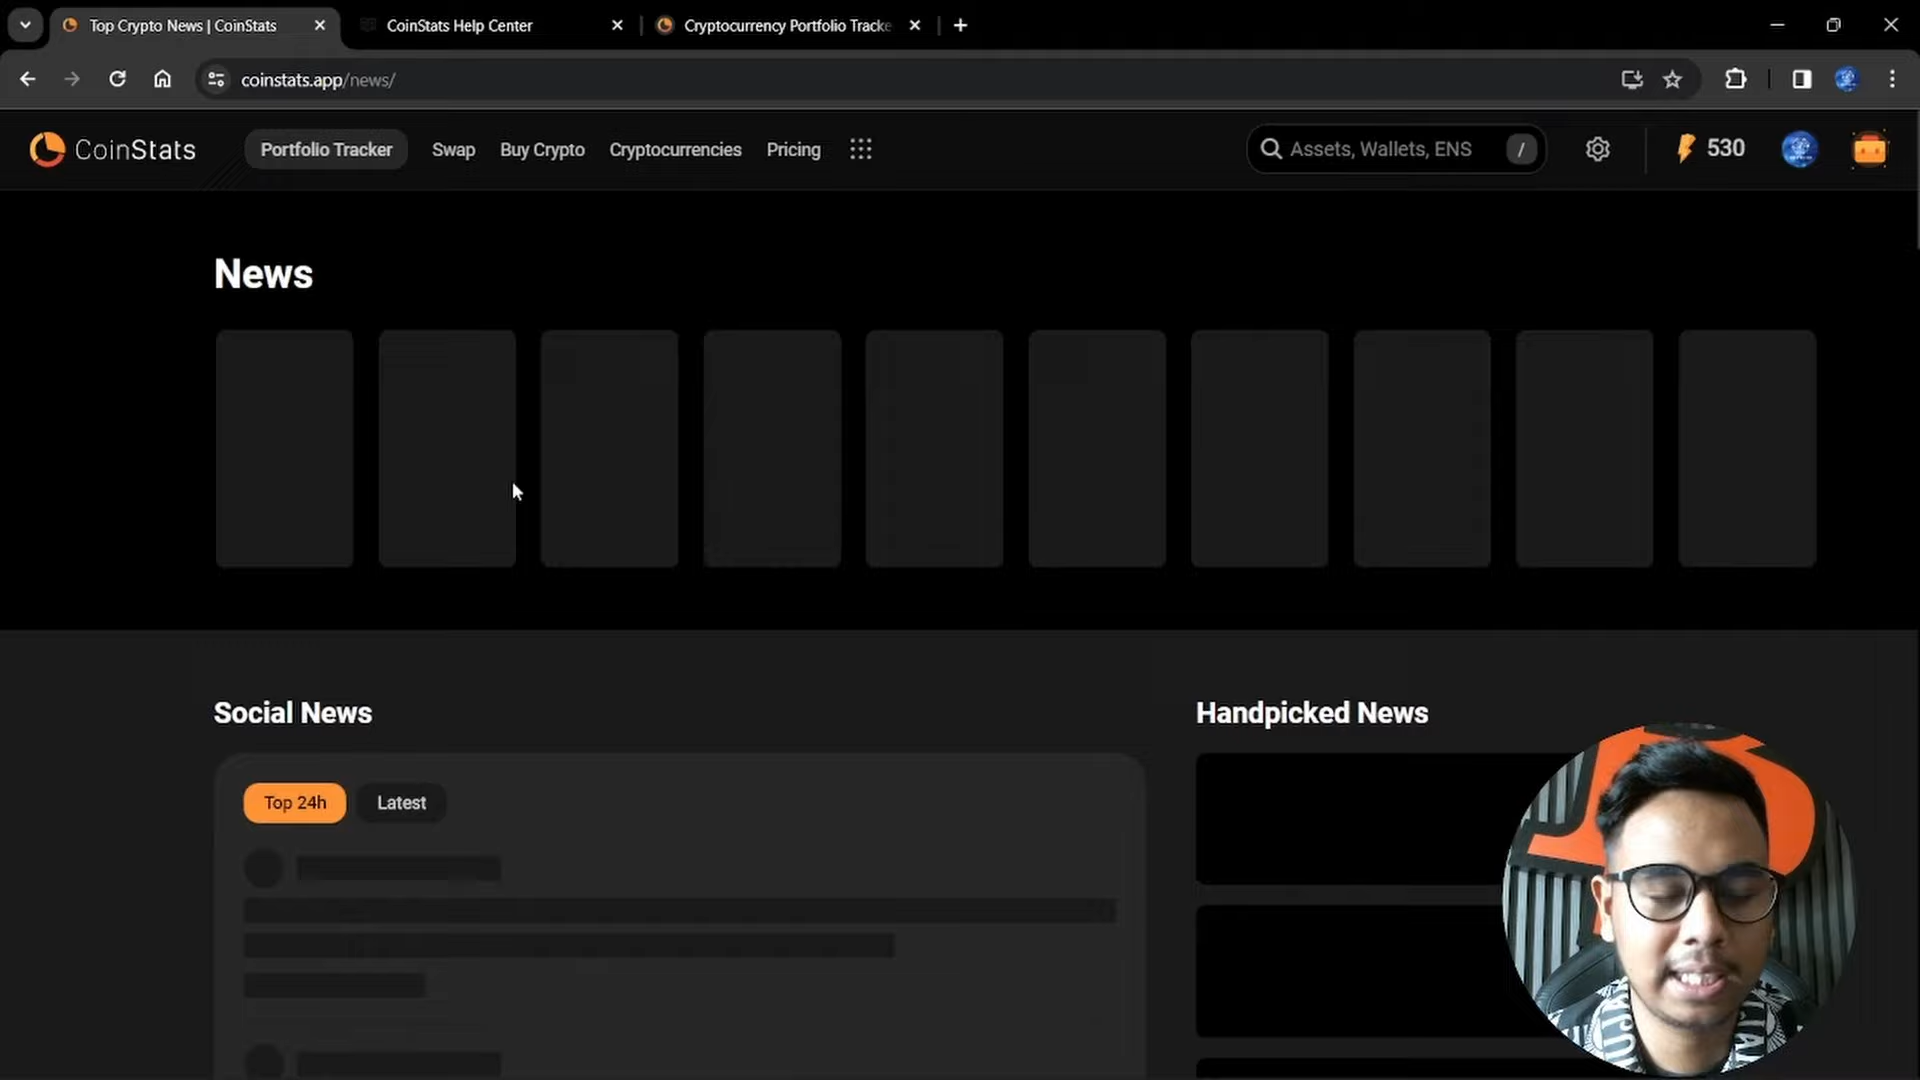 Top Crypto News | CoinStats
CoinStats Help Center
Cryptocurrency Portfolio Tracke
coinstats.app/news/
CoinStats
Portfolio Tracker
Swap
Buy Crypto
Cryptocurrencies
Pricing
Assets, Wallets, ENS
/
530
News
Social News
Handpicked News
Top 24h
Latest